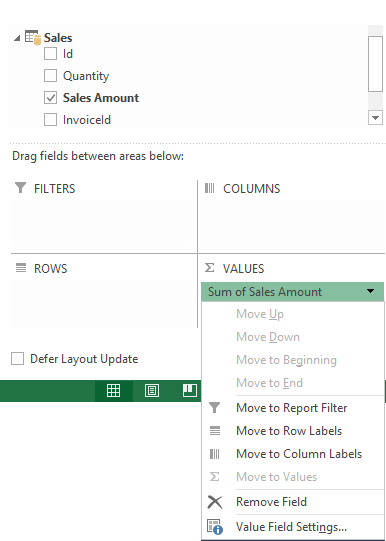 Sales
Id
Quantity
Sales Amount
InvoiceId
Drag fields between areas below:
FILTERS
COLUMNS
ROWS
Σ VALUES
Sum of Sales Amount
Move Up
Move Down
Move to Beginning
Move to End
Move to Report Filter
Move to Row Labels
Move to Column Labels
Σ Move to Values
Remove Field
Value Field Settings...
Defer Layout Update